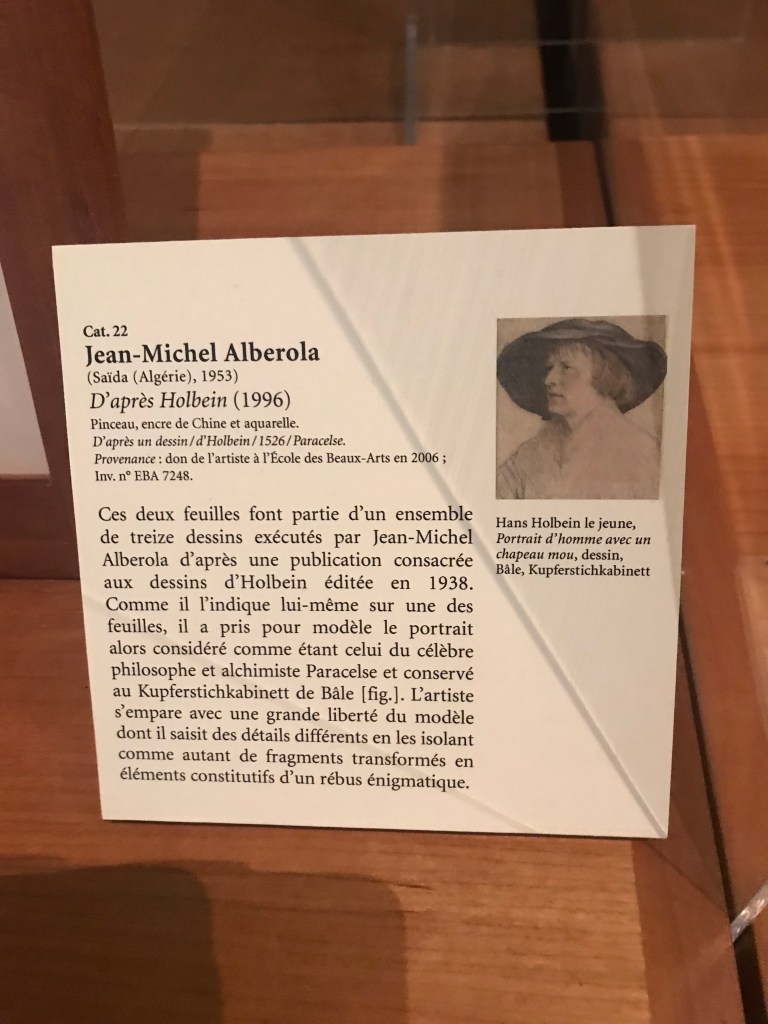 Cat. 22
Jean-Michel Alberola
(Saïda (Algérie), 1953)
D’après Holbein (1996)
Pinceau, encre de Chine et aquarelle.
D’après un dessin / d’Holbein / 1526 / Paracelse.
Provenance : don de l’artiste à l’École des Beaux-Arts en 2006 ;
Inv. n° EBA 7248.
Ces deux feuilles font partie d’un ensemble
de treize dessins exécutés par Jean-Michel
Alberola d’après une publication consacrée
aux dessins d’Holbein éditée en 1938.
Comme il l’indique lui-même sur une des
feuilles, il a pris pour modèle le portrait
alors considéré comme étant celui du célèbre
philosophe et alchimiste Paracelse et conservé
au Kupferstichkabinett de Bâle [fig.]. L’artiste
s’empare avec une grande liberté du modèle
dont il saisit des détails différents en les isolant
comme autant de fragments transformés en
éléments constitutifs d’un rébus énigmatique.
Hans Holbein le jeune,
Portrait d’homme avec un
chapeau mou, dessin,
Bâle, Kupferstichkabinett